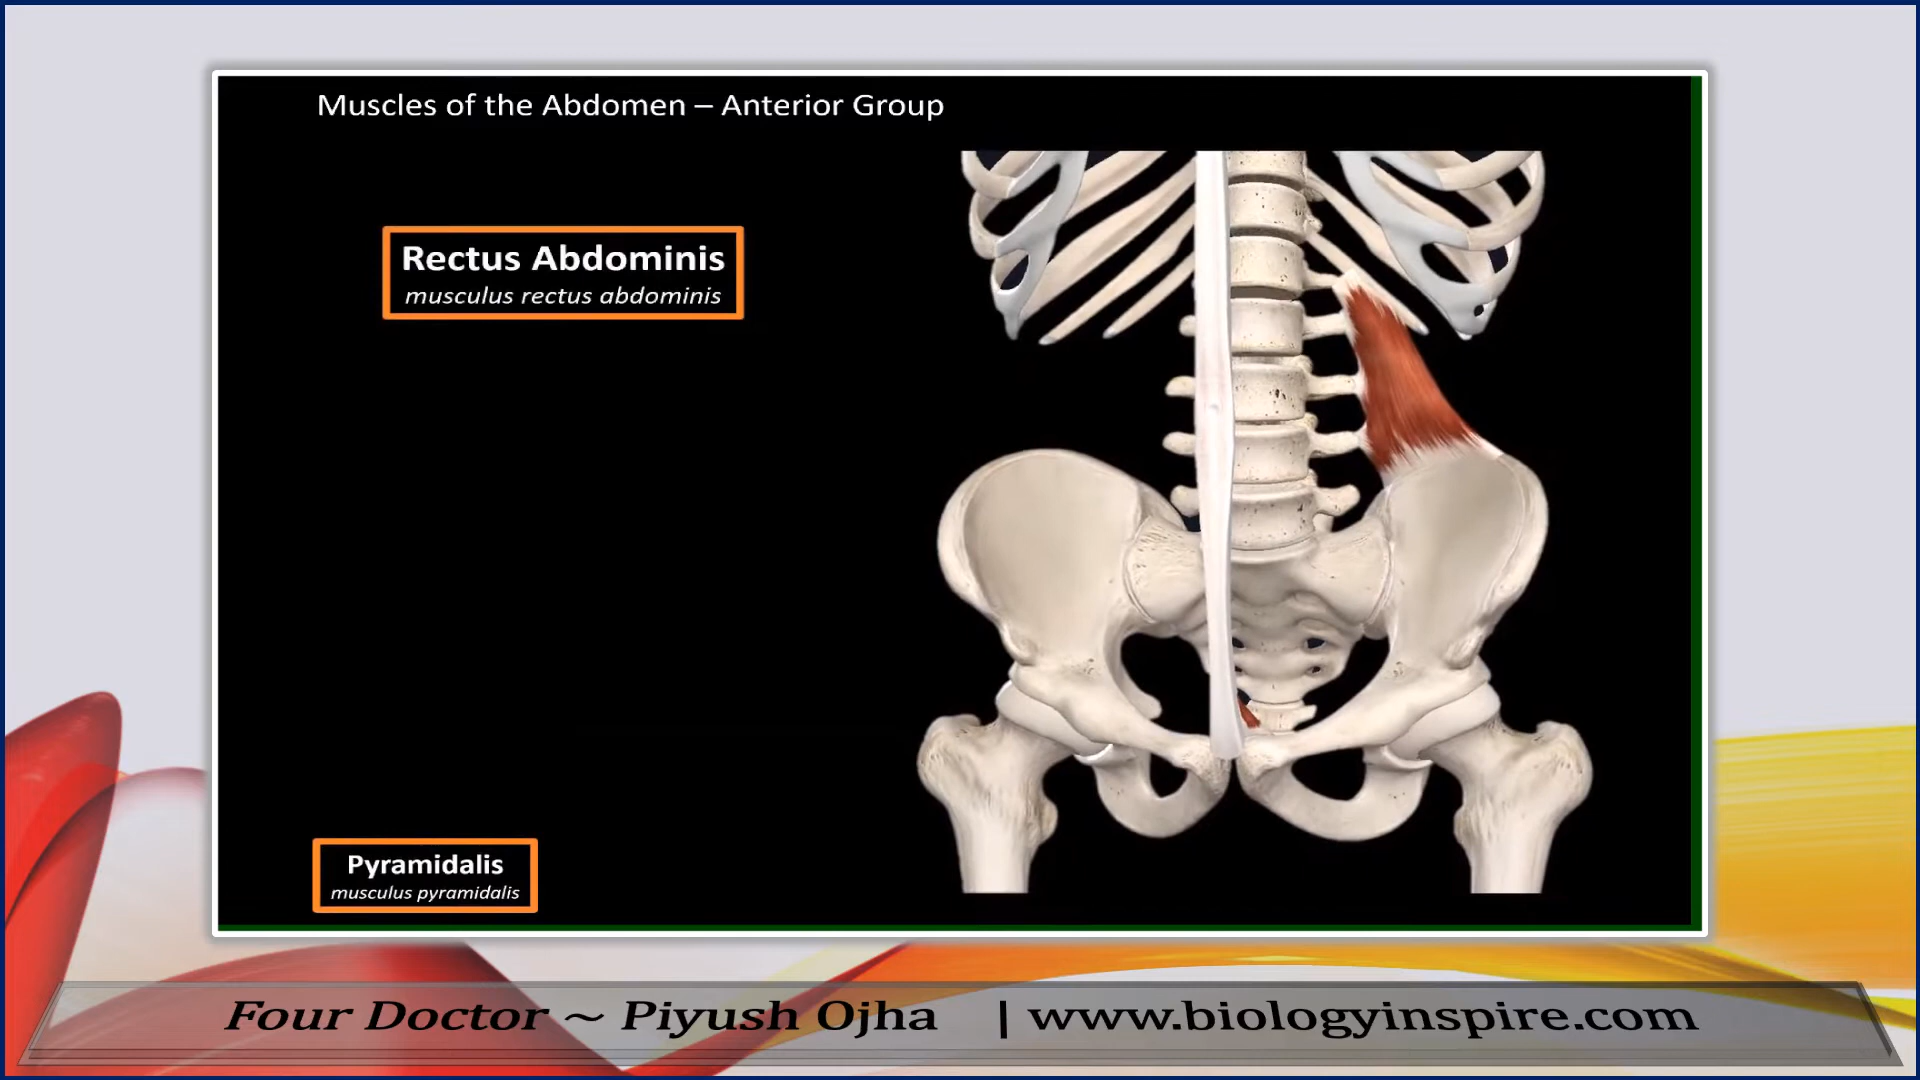 Muscles of the Abdomen – Anterior Group
Rectus Abdominis
musculus rectus abdominis
Pyramidalis
musculus pyramidalis
Four Doctor ~ Piyush Ojha | www.biologyinspire.com